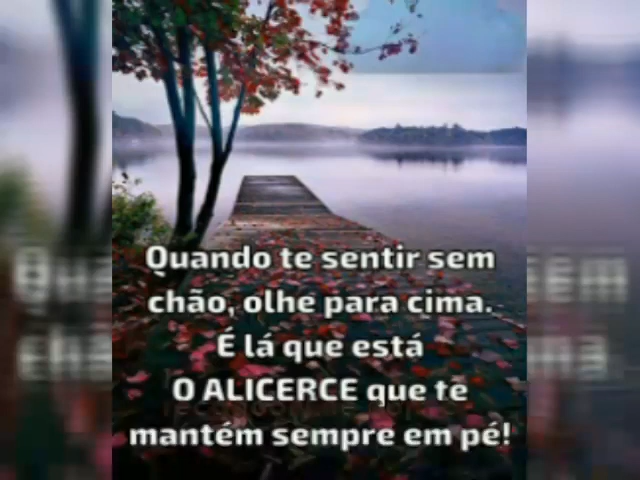 Quando te sentir sem
chão, olhe para cima.
É lá que está
O ALICERCE que te
mantém sempre em pé!